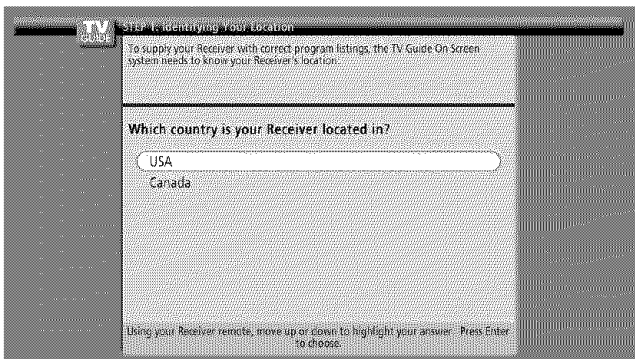 TV
GUIDE
STEP 1: Identifying Your Location
To supply your Receiver with correct program listings, the TV Guide On Screen
system needs to know your Receiver's location.
Which country is your Receiver located in?
USA
Canada
Using your Receiver remote, move up or down to highlight your answer. Press Enter
to choose.